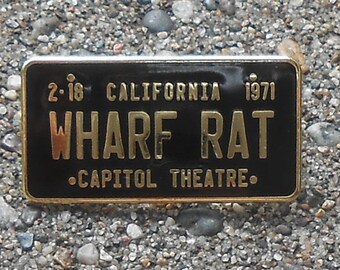 2·18 CALIFORNIA 1971
WHARF RAT
•CAPITOL THEATRE•